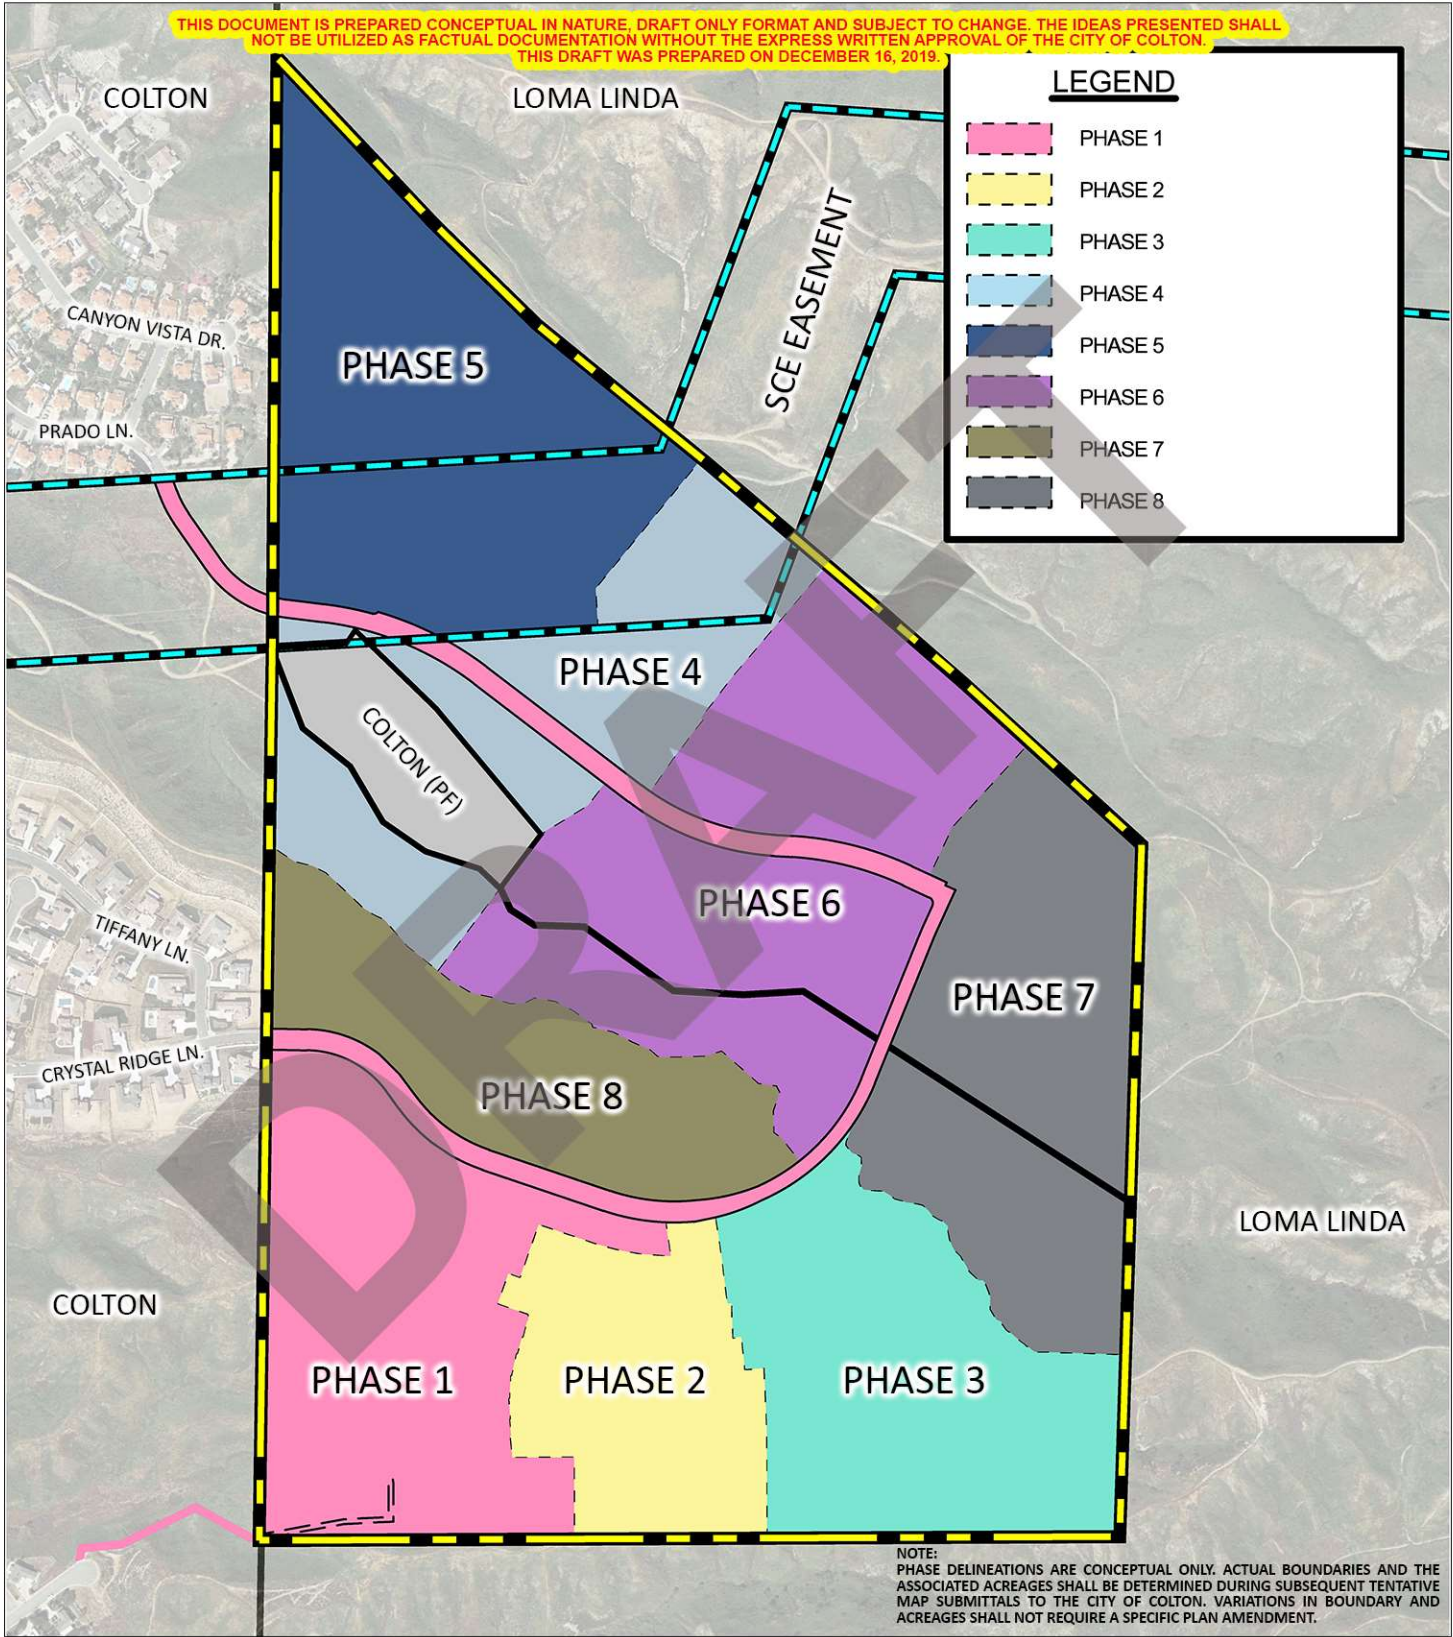 THIS DOCUMENT IS PREPARED CONCEPTUAL IN NATURE, DRAFT ONLY FORMAT AND SUBJECT TO CHANGE. THE IDEAS PRESENTED SHALL
NOT BE UTILIZED AS FACTUAL DOCUMENTATION WITHOUT THE EXPRESS WRITTEN APPROVAL OF THE CITY OF COLTON.
THIS DRAFT WAS PREPARED ON DECEMBER 16, 2019.
COLTON
LOMA LINDA
LEGEND
PHASE 1
PHASE 2
PHASE 3
PHASE 4
PHASE 5
PHASE 6
PHASE 7
PHASE 8
SCE EASEMENT
CANYON VISTA DR.
PHASE 5
PRADO LN.
PHASE 4
COLTON (PF)
DRAFT
PHASE 6
TIFFANY LN.
PHASE 7
CRYSTAL RIDGE LN.
PHASE 8
LOMA LINDA
COLTON
PHASE 1
PHASE 2
PHASE 3
NOTE:
PHASE DELINEATIONS ARE CONCEPTUAL ONLY. ACTUAL BOUNDARIES AND THE
ASSOCIATED ACREAGES SHALL BE DETERMINED DURING SUBSEQUENT TENTATIVE
MAP SUBMITTALS TO THE CITY OF COLTON. VARIATIONS IN BOUNDARY AND
ACREAGES SHALL NOT REQUIRE A SPECIFIC PLAN AMENDMENT.